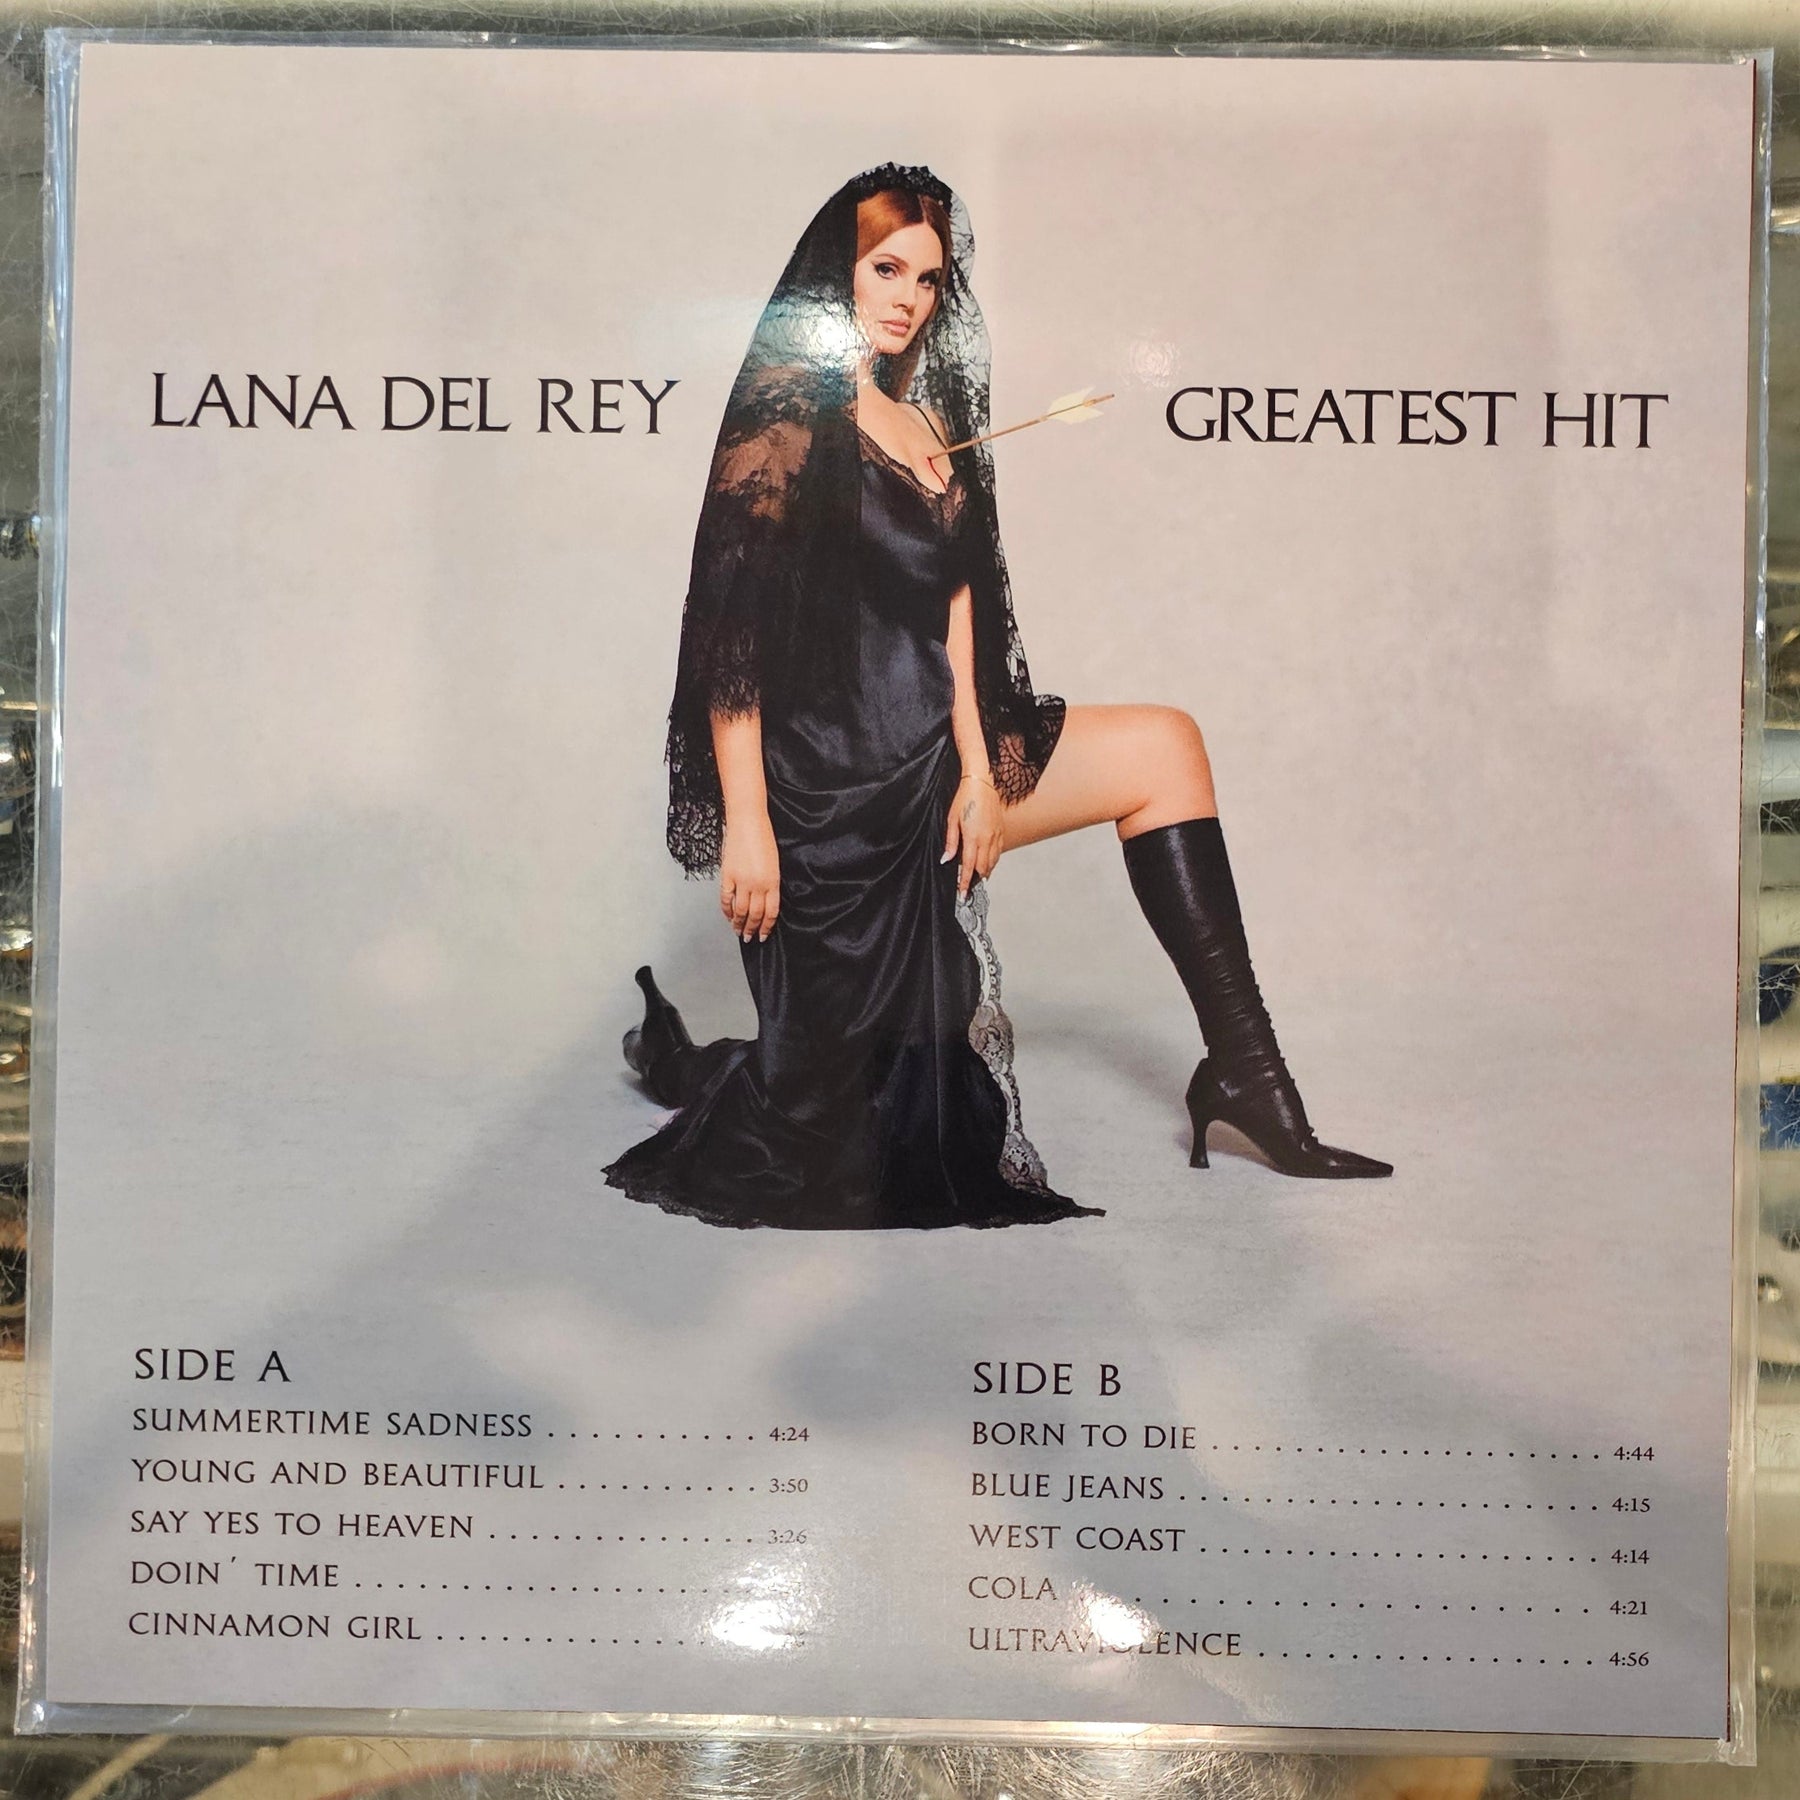 LANA DEL REY
GREATEST HIT
SIDE A
SUMMERTIME SADNESS .......... 4:24
YOUNG AND BEAUTIFUL .......... 3:50
SAY YES TO HEAVEN ............. 3:26
DOIN´ TIME ....................
CINNAMON GIRL .............
SIDE B
BORN TO DIE ................... 4:44
BLUE JEANS .................... 4:15
WEST COAST ................... 4:14
COLA ...................... 4:21
ULTRAVIOLENCE ................ 4:56